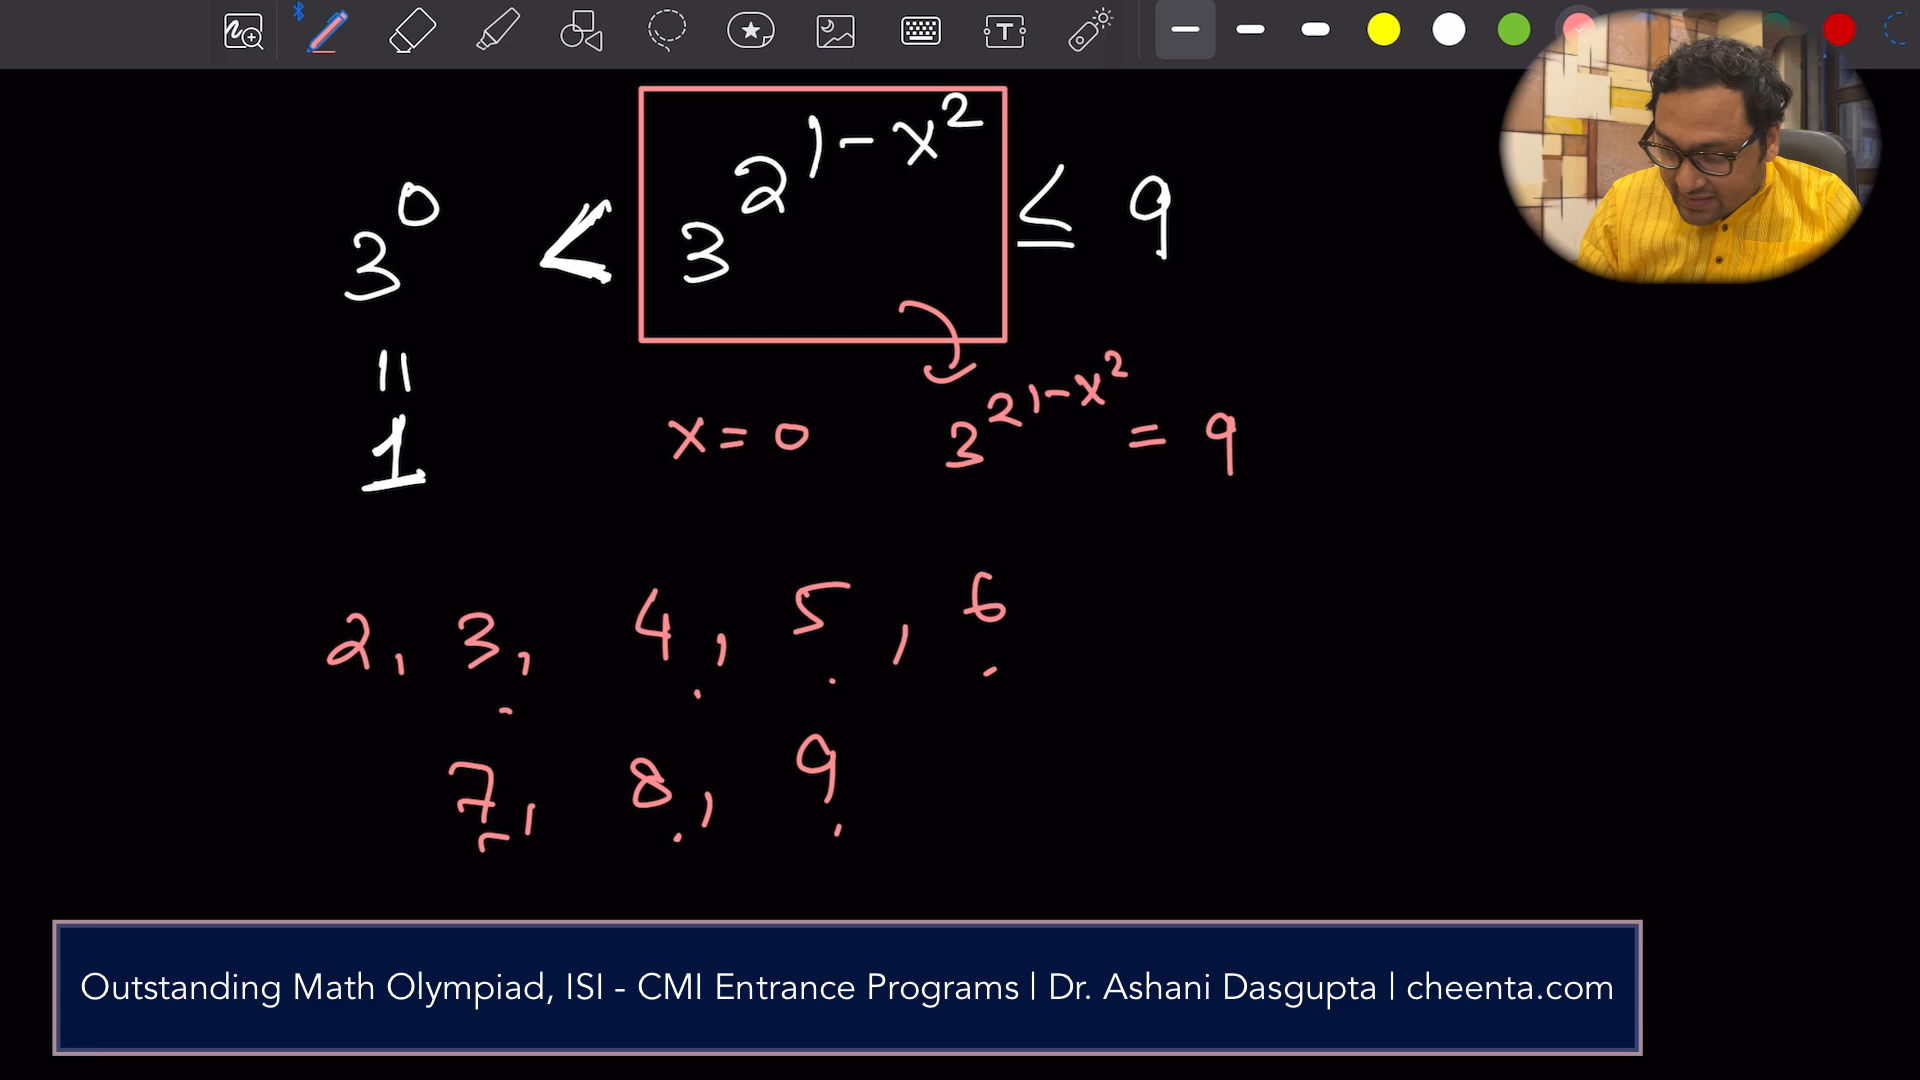 3^0 < 3^{2^{1-x^2}} ≤ 9
=
1
x = 0 3^{2^{1-x^2}} = 9
2, 3, 4, 5, 6
7, 8, 9
Outstanding Math Olympiad, ISI - CMI Entrance Programs | Dr. Ashani Dasgupta | cheenta.com